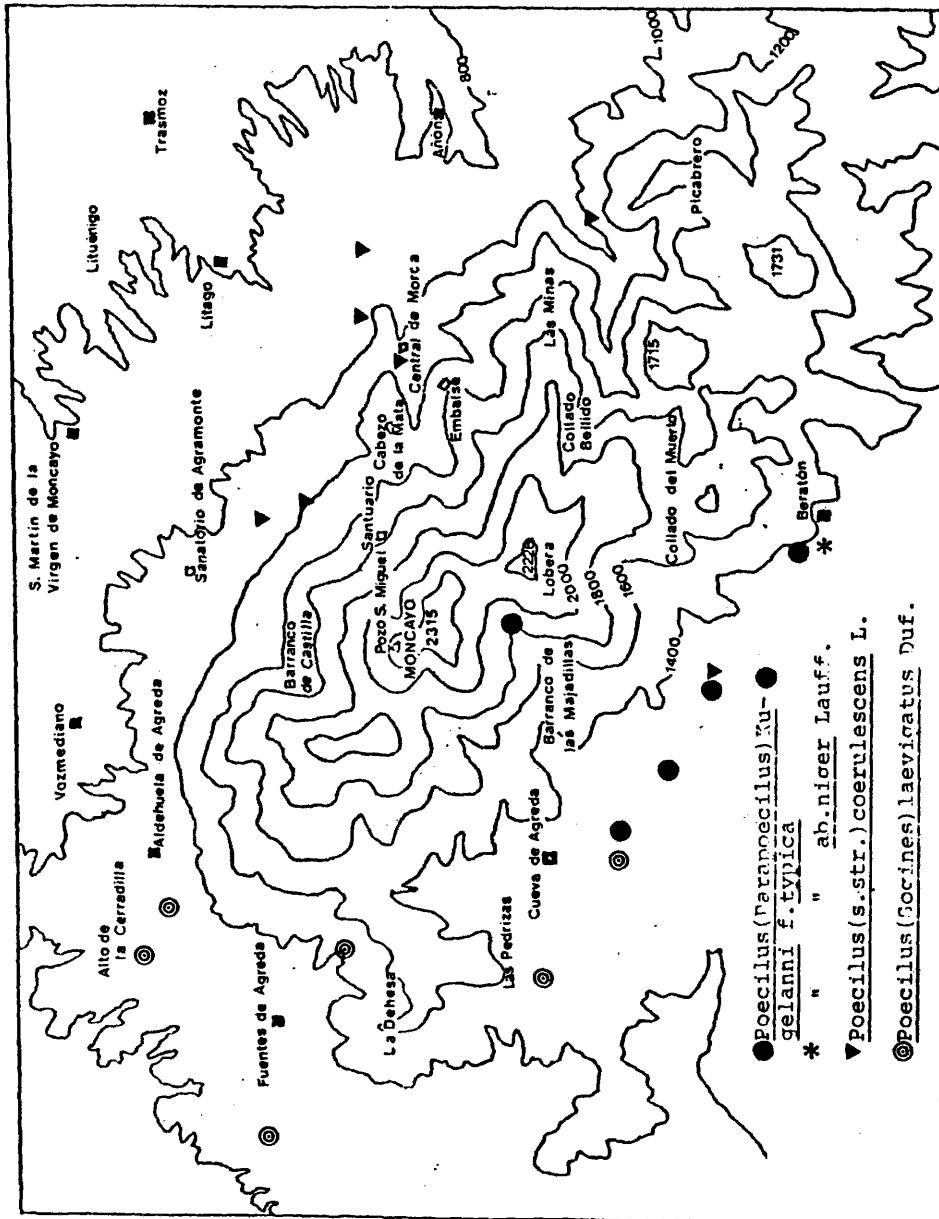 S. Martin de la
Virgen de Moncayo
Vozmediano
Lituénigo
Trasmoz
Litago
Alto de
la Cerradilla
Aldehuela de Agreda
Sanatorio de Agramonte
Fuentes de Agreda
Barranco
de Castilla
Santuario
Cabezo
de la Mata
Central de Morca
Pozo S. Miguel
MONCAYO
2315
Embalse
Añón
800
La Dehesa
Las Pedrizas
Cueva de Agreda
Barranco de
las Majadillas
Lobera
2226
2000
1800
1600
1400
Collado
Bellido
Las Minas
1715
Collado del Muerto
Beratón
1731
Picabrero
1000
1200
Poecilus(Parapoecilus)Ku-
gelanni f.typica
" " ab.niger Lauff.
Poecilus(s.str.)coerulescens L.
Poecilus(Socines)laevigatus Duf.